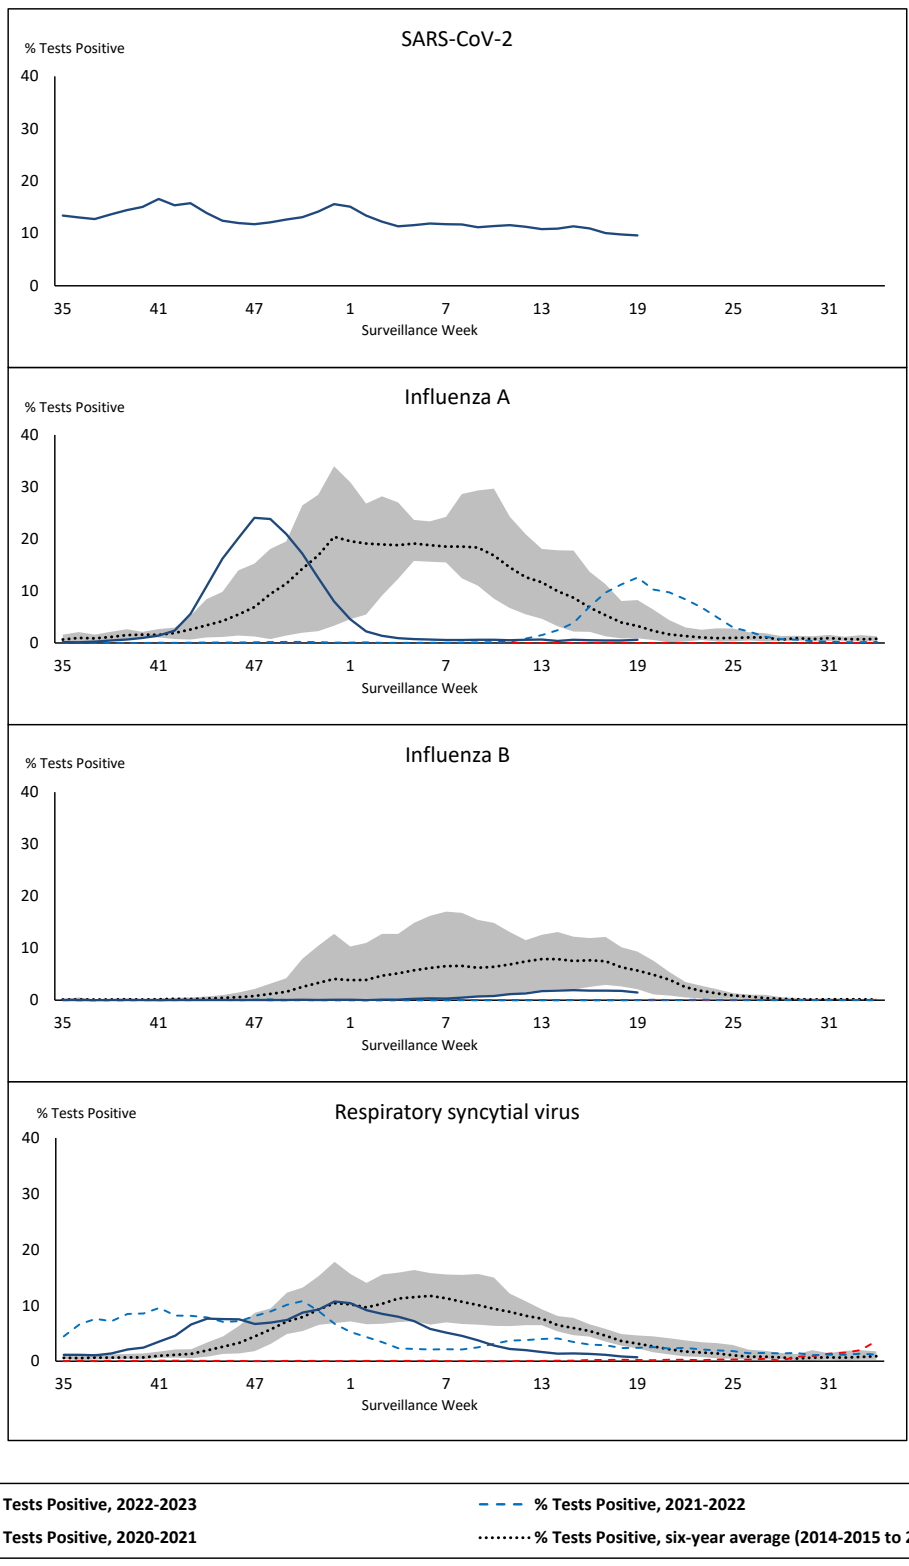 SARS-CoV-2
% Tests Positive
40
30
20
10
0
35 41 47 1 7 13 19 25 31
Surveillance Week
Influenza A
% Tests Positive
40
30
20
10
0
35 41 47 1 7 13 19 25 31
Surveillance Week
Influenza B
% Tests Positive
40
30
20
10
0
35 41 47 1 7 13 19 25 31
Surveillance Week
Respiratory syncytial virus
% Tests Positive
40
30
20
10
0
35 41 47 1 7 13 19 25 31
Surveillance Week
Tests Positive, 2022-2023 % Tests Positive, 2021-2022
Tests Positive, 2020-2021 % Tests Positive, six-year average (2014-2015 to